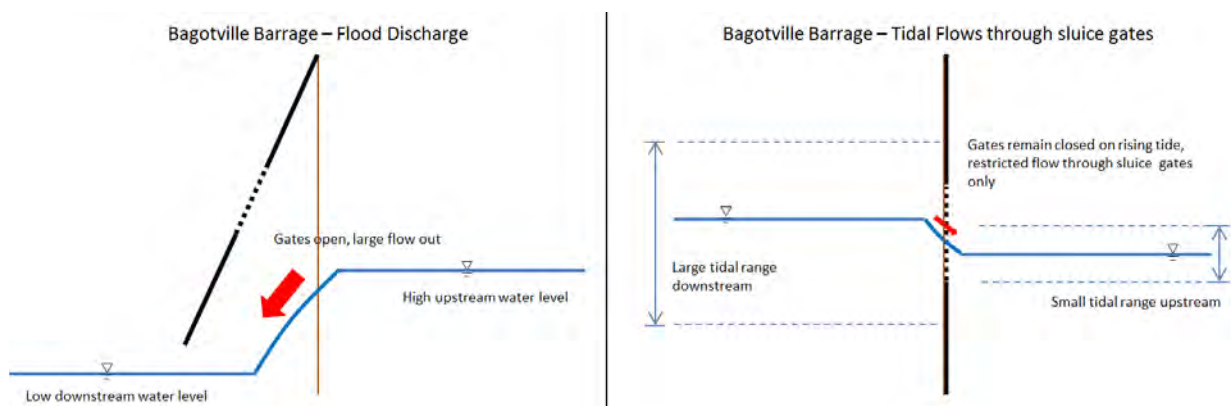 Bagotville Barrage – Flood Discharge
Gates open, large flow out
High upstream water level
Low downstream water level
Bagotville Barrage – Tidal Flows through sluice gates
Gates remain closed on rising tide,
restricted flow through sluice gates
only
Large tidal range
downstream
Small tidal range upstream